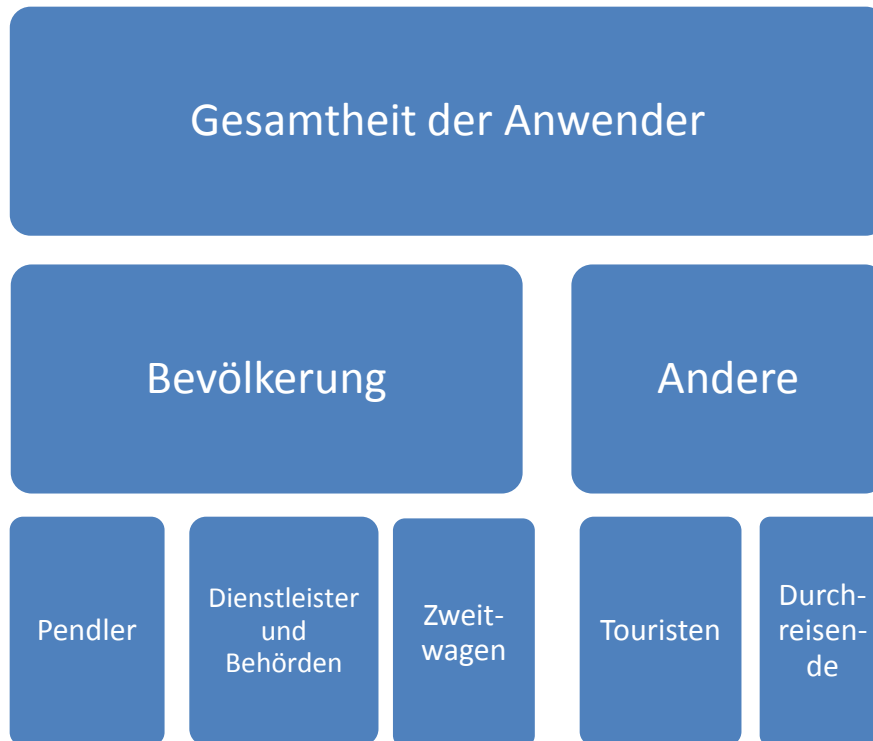 Gesamtheit der Anwender
Bevölkerung
Andere
Pendler
Dienstleister
und
Behörden
Zweit-
wagen
Touristen
Durch-
reisen-
de